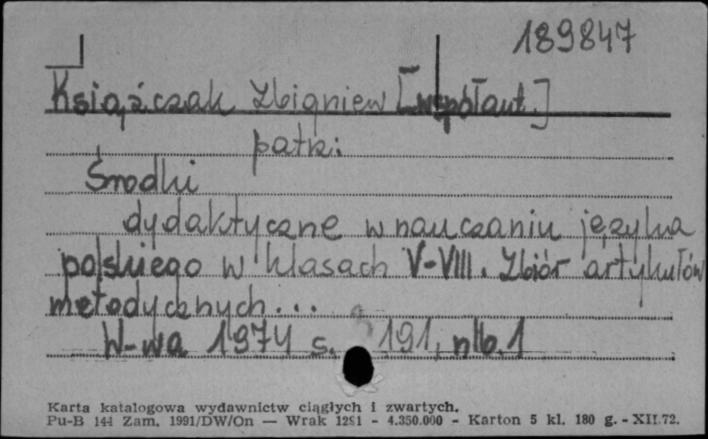 189847
Książczak Zbigniew [współaut.]
patrz:
Środki
dydaktyczne w nauczaniu języka
polskiego w klasach V-VIII. Zbiór artykułów
metodycznych...
W-wa 1974 s. 191, nlb. 1
Karta katalogowa wydawnictw ciągłych i zwartych.
Pu-B 144 Zam. 1991/DW/On — Wrak 1291 - 4.350.000 - Karton 5 kl. 180 g. - XII.72.